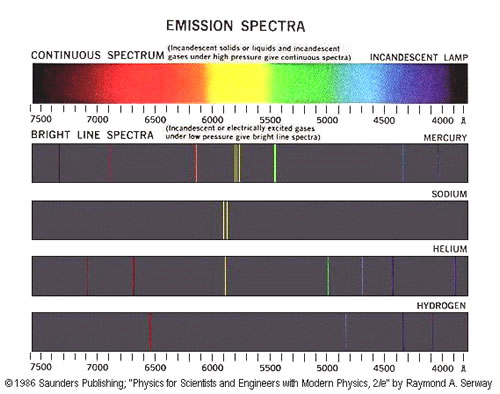 EMISSION SPECTRA
CONTINUOUS SPECTRUM (Incandescent solids or liquids and incandescent
gases under high pressure give continuous spectra) INCANDESCENT LAMP
7500 7000 6500 6000 5500 5000 4500 4000 Å
BRIGHT LINE SPECTRA (Incandescent or electrically excited gases
under low pressure give bright line spectra) MERCURY
SODIUM
HELIUM
HYDROGEN
7500 7000 6500 6000 5500 5000 4500 4000 Å
©1986 Saunders Publishing; "Physics for Scientists and Engineers with Modern Physics, 2/e" by Raymond A. Serway